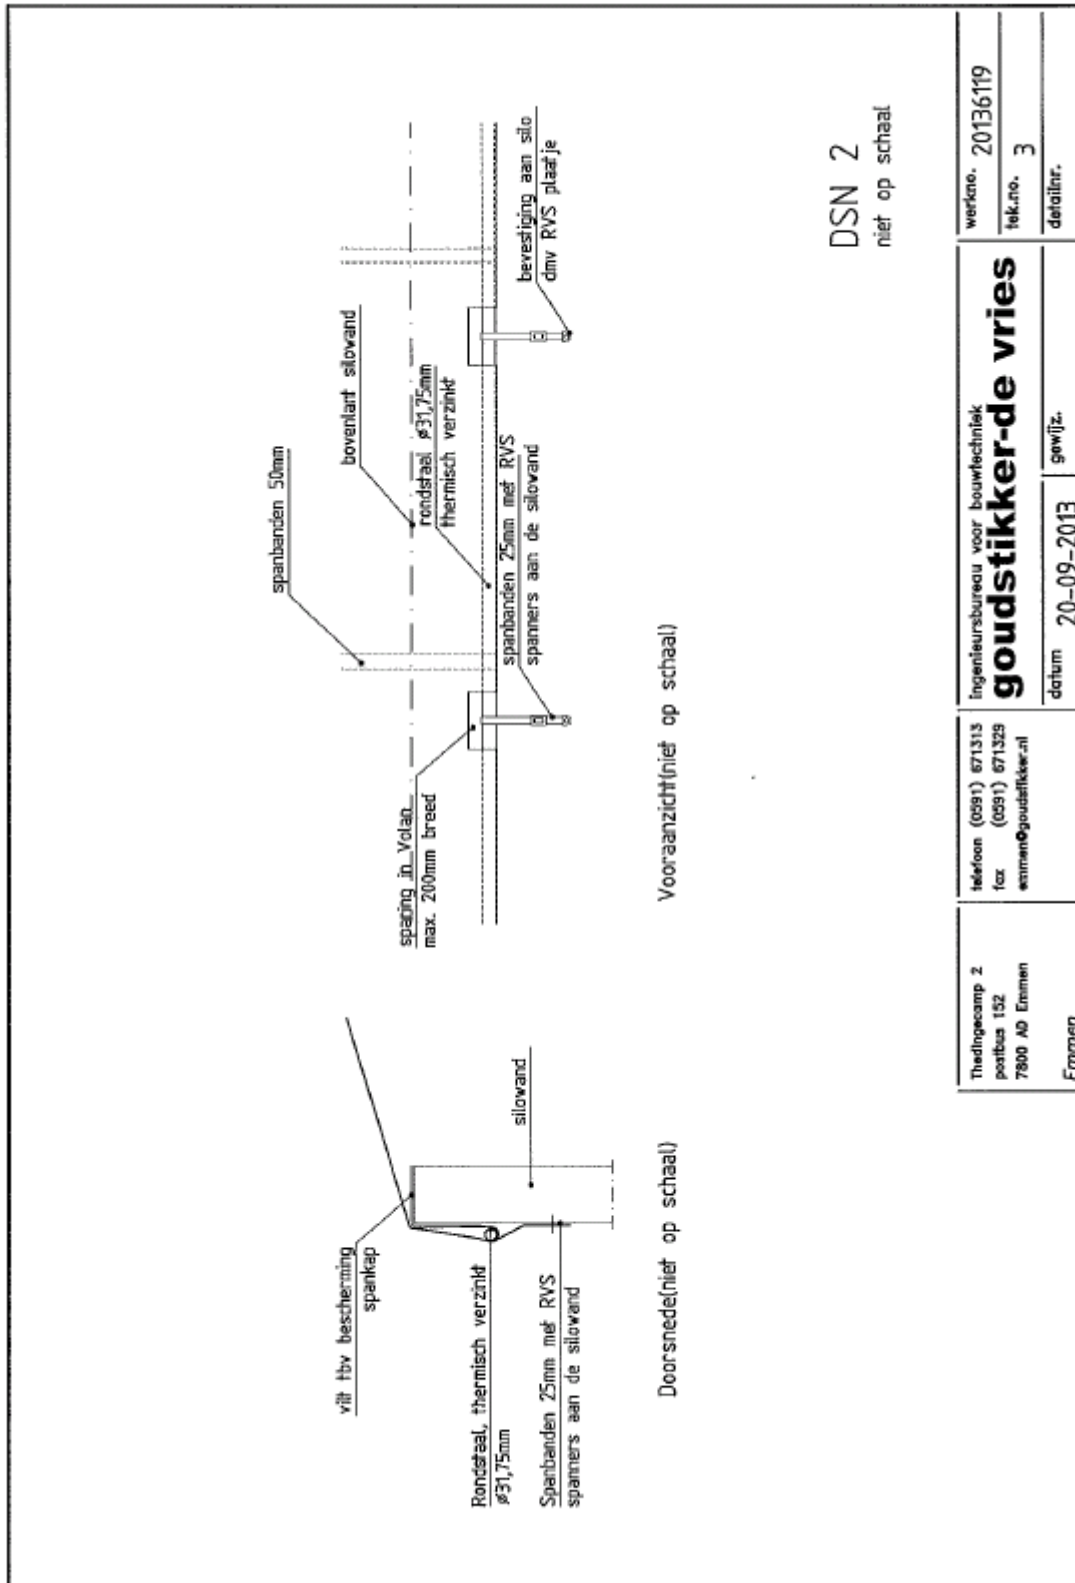 vilt tbv bescherming
spankap
silowand
Rondstaal, thermisch verzinkt
ø31,75mm
Spanbanden 25mm met RVS
spanners aan de silowand
Doorsnede(niet op schaal)
spanbanden 50mm
bovenlart silowand
rondstaal ø31,75mm
thermisch verzinkt
sparing in Volan
max. 200mm breed
spanbanden 25mm met RVS
spanners aan de silowand
bevestiging aan silo
dmv RVS plaatje
Vooraanzicht(niet op schaal)
DSN 2
niet op schaal
Thedingecamp 2
postbus 152
7800 AD Emmen
Emmen
telefoon (0591) 671313
fax (0591) 671329
emmen@goudstikker.nl
ingenieursbureau voor bouwtechniek
goudstikker-de vries
datum 20-09-2013
gewijz.
werkno. 20136119
tek.no. 3
detailnr.